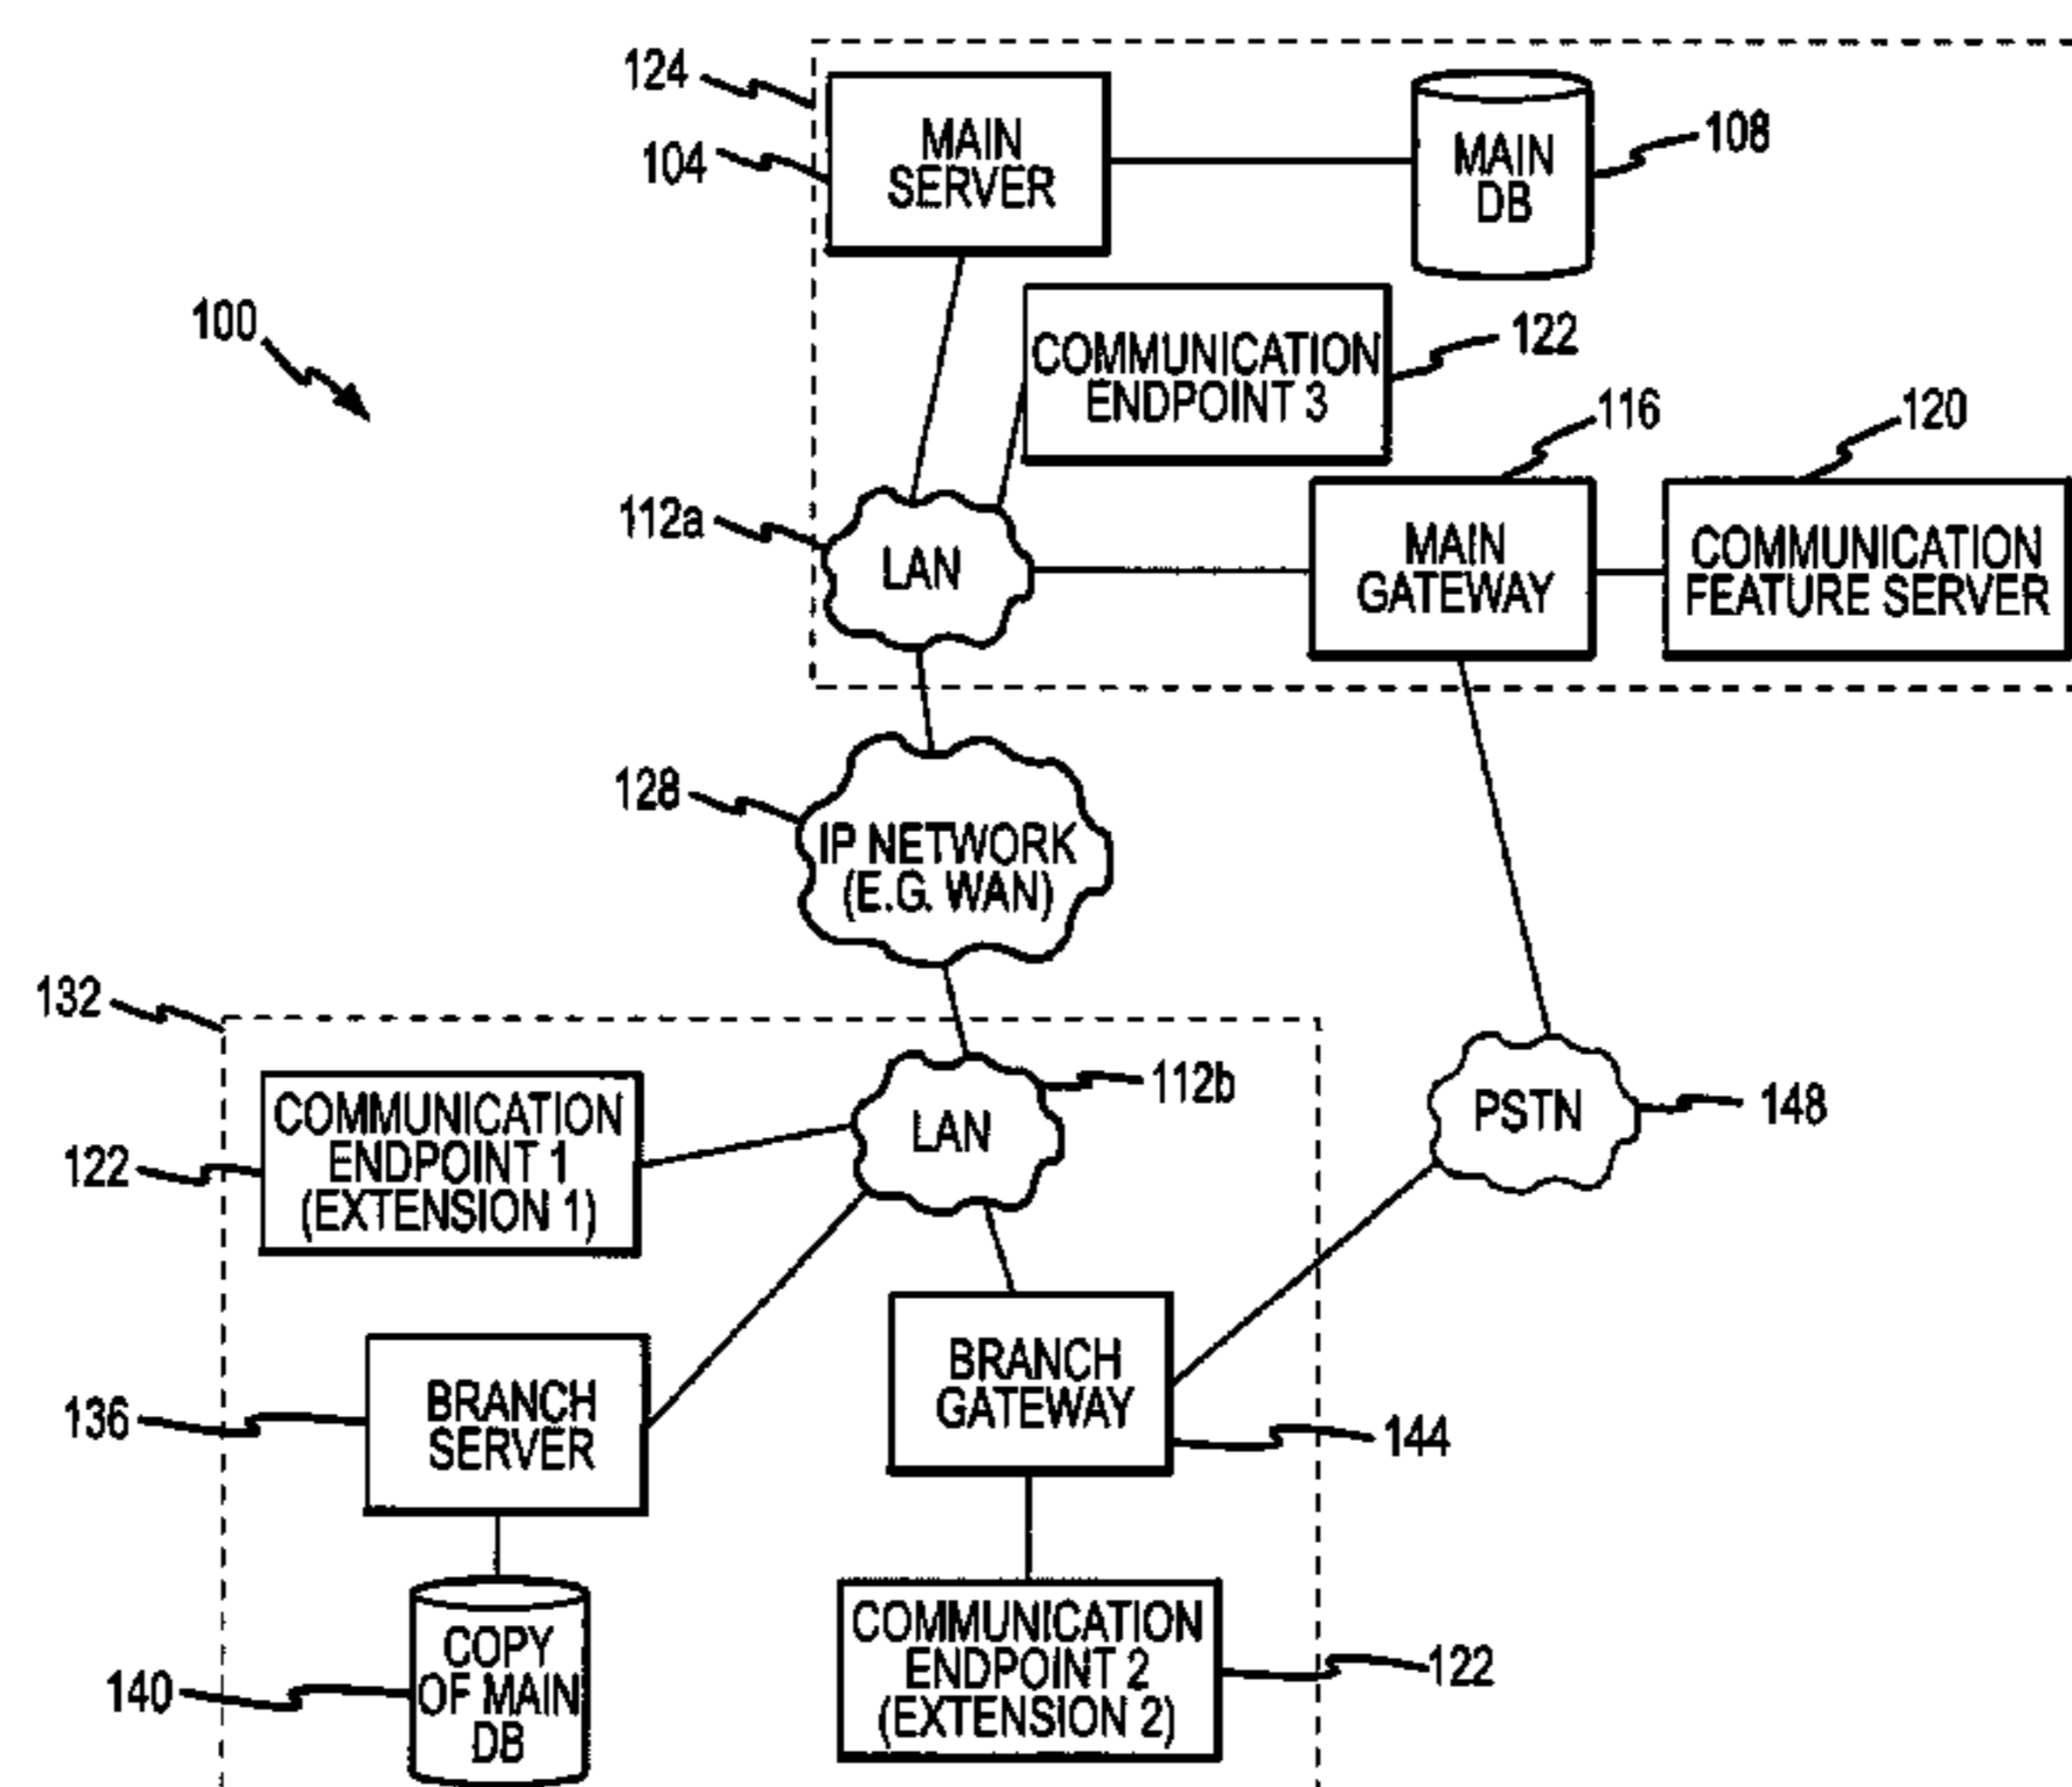 124
104
MAIN
SERVER
MAIN
DB
108
100
COMMUNICATION
ENDPOINT 3
122
116
120
112a
LAN
MAIN
GATEWAY
COMMUNICATION
FEATURE SERVER
128
IP NETWORK
(E.G. WAN)
132
COMMUNICATION
ENDPOINT 1
(EXTENSION 1)
122
LAN
112b
PSTN
148
136
BRANCH
SERVER
BRANCH
GATEWAY
144
140
COPY
OF MAIN
DB
COMMUNICATION
ENDPOINT 2
(EXTENSION 2)
122